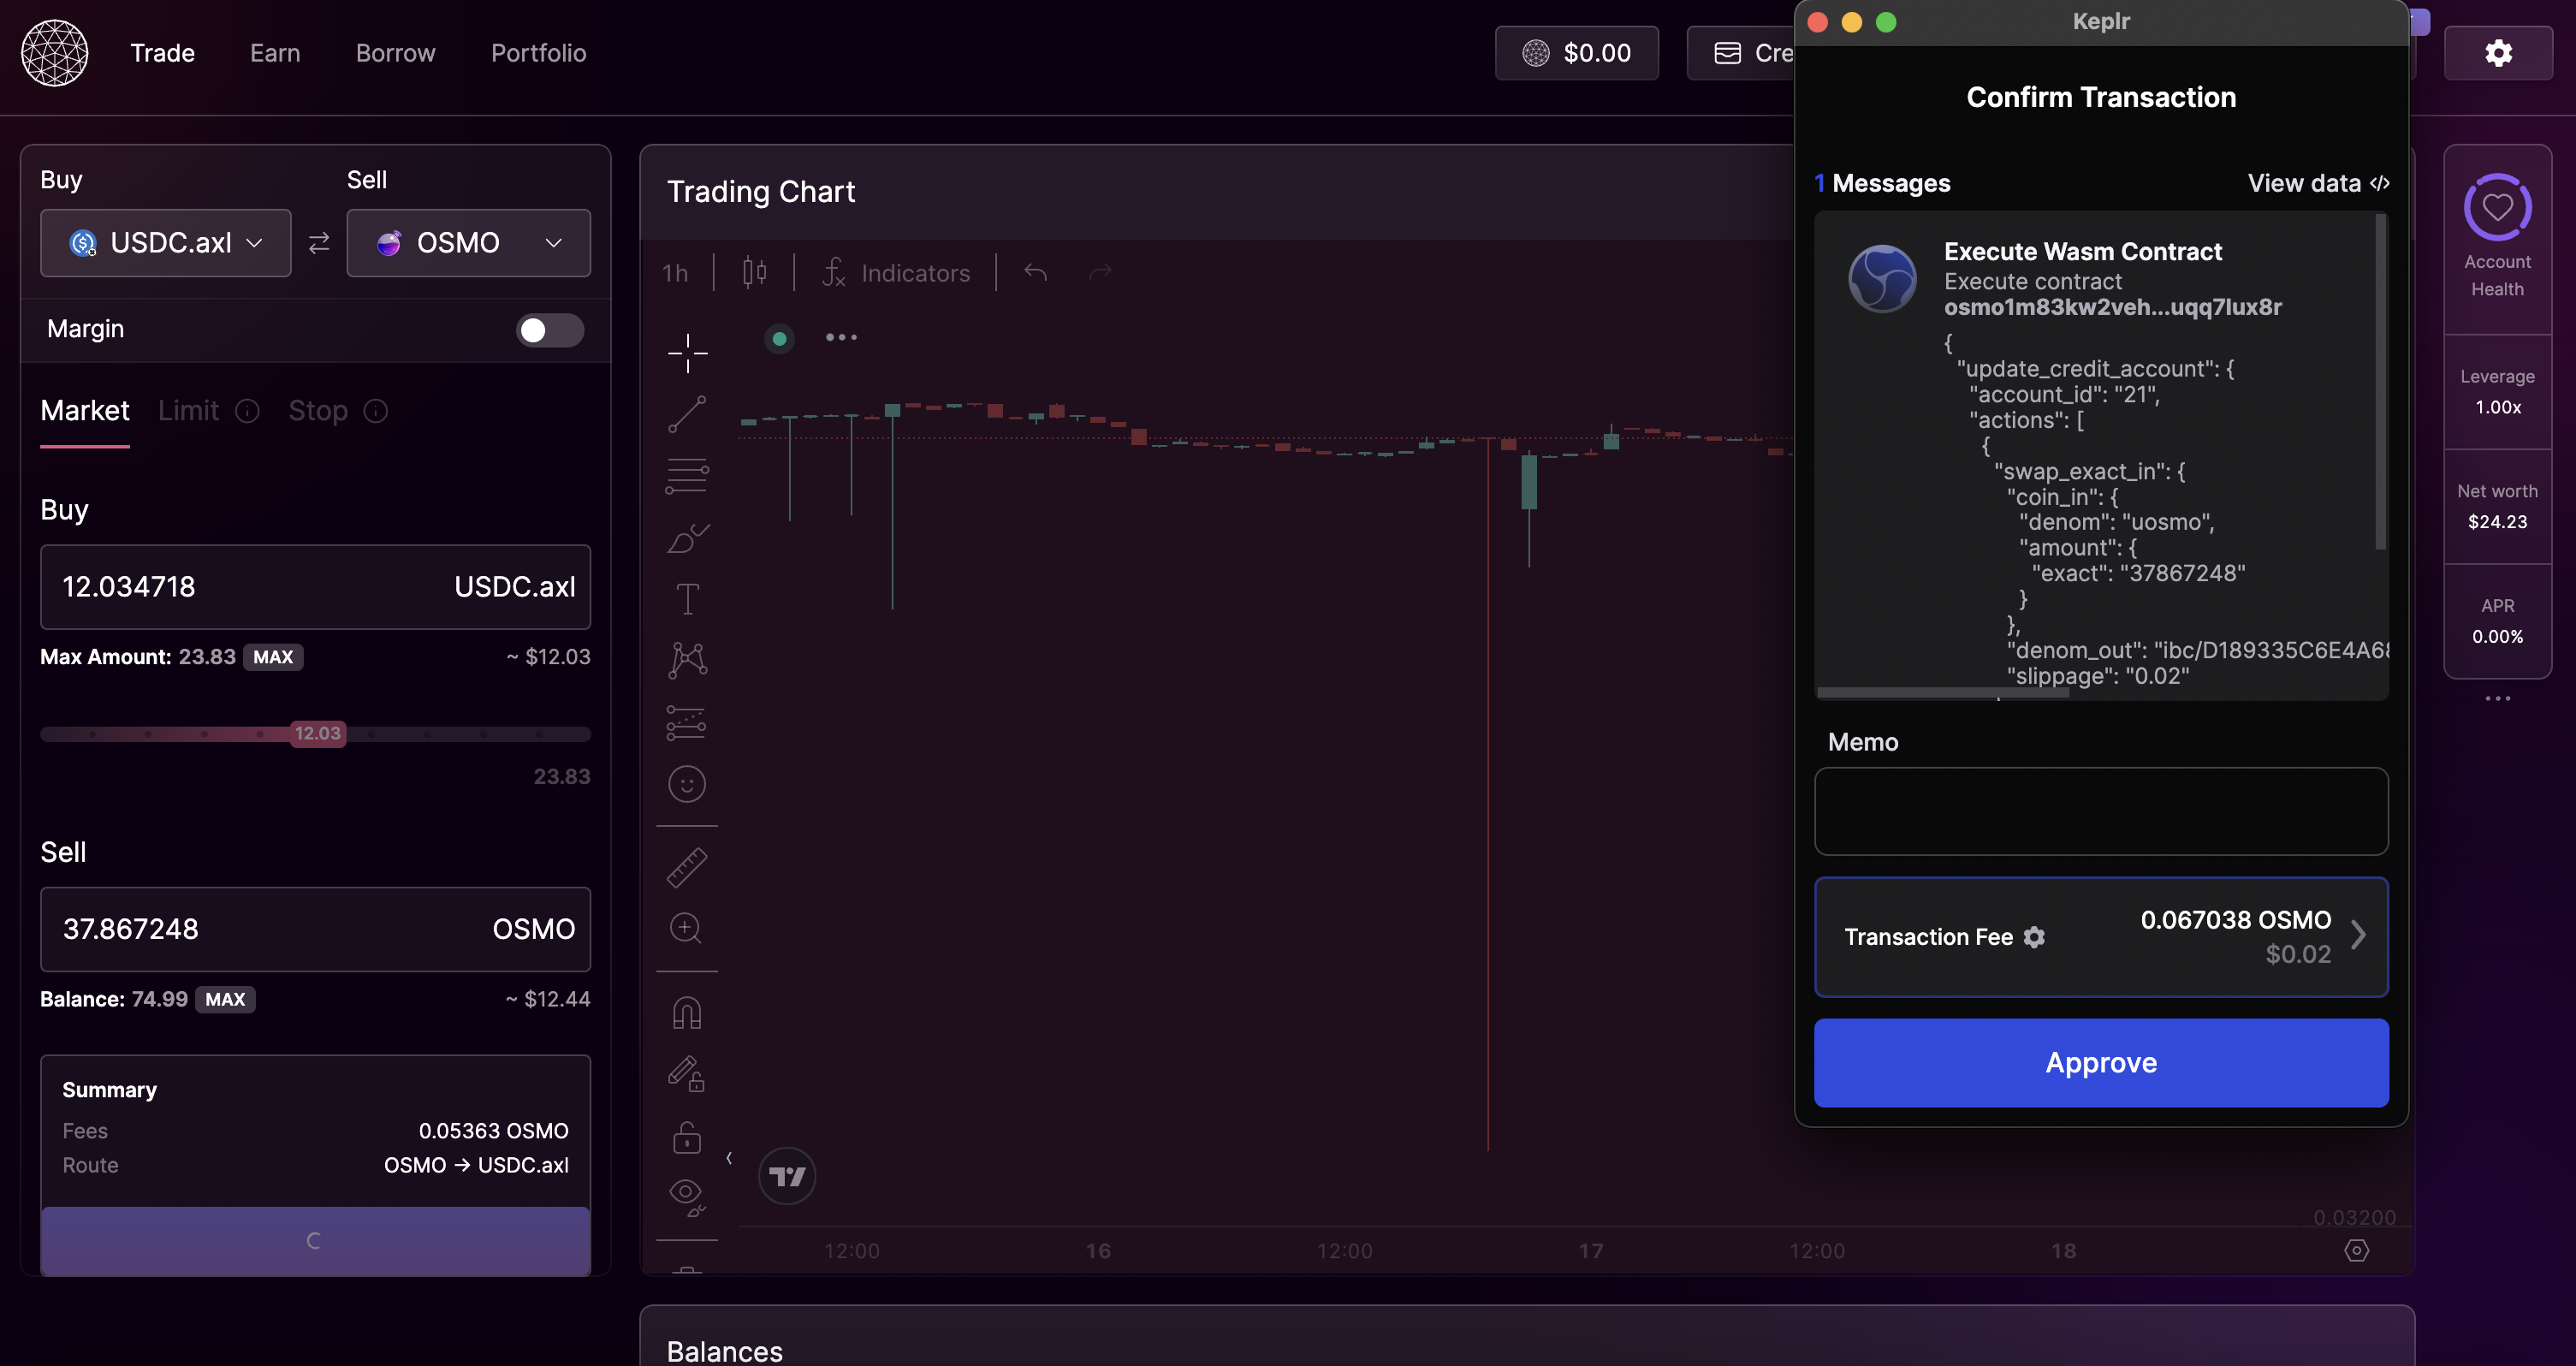 Trade Earn Borrow Portfolio
$0.00
Cre
Buy Sell
USDC.axl OSMO
Margin
Market Limit Stop
Buy
12.034718 USDC.axl
Max Amount: 23.83 MAX ~ $12.03
12.03
23.83
Sell
37.867248 OSMO
Balance: 74.99 MAX ~ $12.44
Summary
Fees 0.05363 OSMO
Route OSMO → USDC.axl
Trading Chart
1h Indicators
0.03200
12:00 16 12:00 17 12:00 18
Balances
Keplr
Confirm Transaction
1 Messages View data </>
Execute Wasm Contract
Execute contract
osmo1m83kw2veh...uqq7lux8r
{
"update_credit_account": {
"account_id": "21",
"actions": [
{
"swap_exact_in": {
"coin_in": {
"denom": "uosmo",
"amount": {
"exact": "37867248"
}
},
"denom_out": "ibc/D189335C6E4A68
"slippage": "0.02"
Memo
Transaction Fee 0.067038 OSMO
$0.02
Approve
Account
Health
Leverage
1.00x
Net worth
$24.23
APR
0.00%